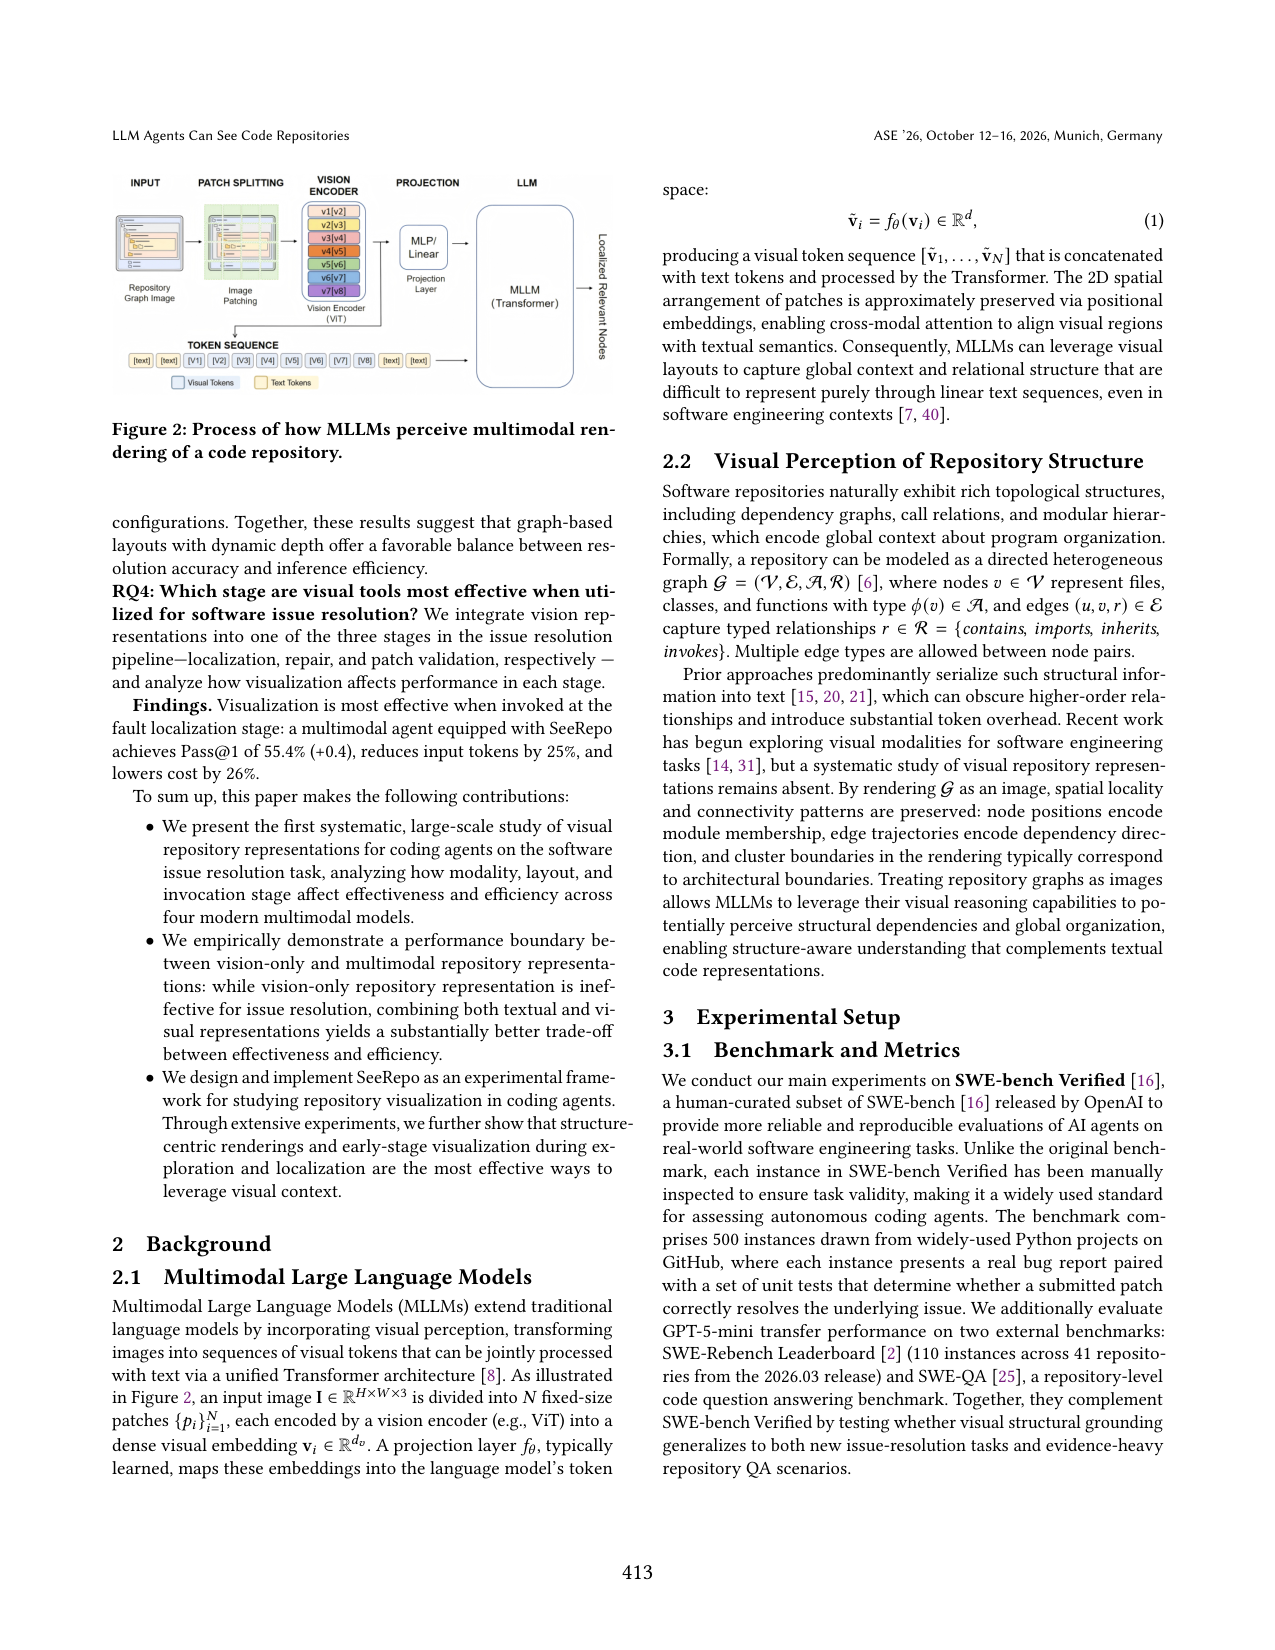 LLM Agents Can See Code Repositories
ASE ’26, October 12–16, 2026, Munich, Germany
INPUT
PATCH SPLITTING
VISION
ENCODER
PROJECTION
LLM
v1[v2]
v2[v3]
v3[v4]
v4[v5]
v5[v6]
v6[v7]
v7[v8]
MLP/
Linear
Repository
Graph Image
Image
Patching
Vision Encoder
(ViT)
Projection
Layer
MLLM
(Transformer)
Localized Relevant Nodes
TOKEN SEQUENCE
[text] [text] [V1] [V2] [V3] [V4] [V5] [V6] [V7] [V8] [text] [text]
Visual Tokens
Text Tokens
Figure 2: Process of how MLLMs perceive multimodal ren-
dering of a code repository.
configurations. Together, these results suggest that graph-based
layouts with dynamic depth offer a favorable balance between res-
olution accuracy and inference efficiency.
RQ4: Which stage are visual tools most effective when uti-
lized for software issue resolution? We integrate vision rep-
resentations into one of the three stages in the issue resolution
pipeline—localization, repair, and patch validation, respectively —
and analyze how visualization affects performance in each stage.
Findings. Visualization is most effective when invoked at the
fault localization stage: a multimodal agent equipped with SeeRepo
achieves Pass@1 of 55.4% (+0.4), reduces input tokens by 25%, and
lowers cost by 26%.
To sum up, this paper makes the following contributions:
• We present the first systematic, large-scale study of visual
repository representations for coding agents on the software
issue resolution task, analyzing how modality, layout, and
invocation stage affect effectiveness and efficiency across
four modern multimodal models.
• We empirically demonstrate a performance boundary be-
tween vision-only and multimodal repository representa-
tions: while vision-only repository representation is inef-
fective for issue resolution, combining both textual and vi-
sual representations yields a substantially better trade-off
between effectiveness and efficiency.
• We design and implement SeeRepo as an experimental frame-
work for studying repository visualization in coding agents.
Through extensive experiments, we further show that structure-
centric renderings and early-stage visualization during ex-
ploration and localization are the most effective ways to
leverage visual context.
2 Background
2.1 Multimodal Large Language Models
Multimodal Large Language Models (MLLMs) extend traditional
language models by incorporating visual perception, transforming
images into sequences of visual tokens that can be jointly processed
with text via a unified Transformer architecture [8]. As illustrated
in Figure 2, an input image I ∈ ℝ^{H×W×3} is divided into N fixed-size
patches {p_i}_{i=1}^N, each encoded by a vision encoder (e.g., ViT) into a
dense visual embedding v_i ∈ ℝ^{d_v}. A projection layer f_θ, typically
learned, maps these embeddings into the language model’s token
space:
ṽ_i = f_θ(v_i) ∈ ℝ^d, (1)
producing a visual token sequence [ṽ_1, . . . , ṽ_N] that is concatenated
with text tokens and processed by the Transformer. The 2D spatial
arrangement of patches is approximately preserved via positional
embeddings, enabling cross-modal attention to align visual regions
with textual semantics. Consequently, MLLMs can leverage visual
layouts to capture global context and relational structure that are
difficult to represent purely through linear text sequences, even in
software engineering contexts [7, 40].
2.2 Visual Perception of Repository Structure
Software repositories naturally exhibit rich topological structures,
including dependency graphs, call relations, and modular hierar-
chies, which encode global context about program organization.
Formally, a repository can be modeled as a directed heterogeneous
graph 𝒢 = (𝒱, ℰ, 𝒜, ℛ) [6], where nodes v ∈ 𝒱 represent files,
classes, and functions with type ϕ(v) ∈ 𝒜, and edges (u, v, r) ∈ ℰ
capture typed relationships r ∈ ℛ = {contains, imports, inherits,
invokes}. Multiple edge types are allowed between node pairs.
Prior approaches predominantly serialize such structural infor-
mation into text [15, 20, 21], which can obscure higher-order rela-
tionships and introduce substantial token overhead. Recent work
has begun exploring visual modalities for software engineering
tasks [14, 31], but a systematic study of visual repository represen-
tations remains absent. By rendering 𝒢 as an image, spatial locality
and connectivity patterns are preserved: node positions encode
module membership, edge trajectories encode dependency direc-
tion, and cluster boundaries in the rendering typically correspond
to architectural boundaries. Treating repository graphs as images
allows MLLMs to leverage their visual reasoning capabilities to po-
tentially perceive structural dependencies and global organization,
enabling structure-aware understanding that complements textual
code representations.
3 Experimental Setup
3.1 Benchmark and Metrics
We conduct our main experiments on SWE-bench Verified [16],
a human-curated subset of SWE-bench [16] released by OpenAI to
provide more reliable and reproducible evaluations of AI agents on
real-world software engineering tasks. Unlike the original bench-
mark, each instance in SWE-bench Verified has been manually
inspected to ensure task validity, making it a widely used standard
for assessing autonomous coding agents. The benchmark com-
prises 500 instances drawn from widely-used Python projects on
GitHub, where each instance presents a real bug report paired
with a set of unit tests that determine whether a submitted patch
correctly resolves the underlying issue. We additionally evaluate
GPT-5-mini transfer performance on two external benchmarks:
SWE-Rebench Leaderboard [2] (110 instances across 41 reposito-
ries from the 2026.03 release) and SWE-QA [25], a repository-level
code question answering benchmark. Together, they complement
SWE-bench Verified by testing whether visual structural grounding
generalizes to both new issue-resolution tasks and evidence-heavy
repository QA scenarios.
413